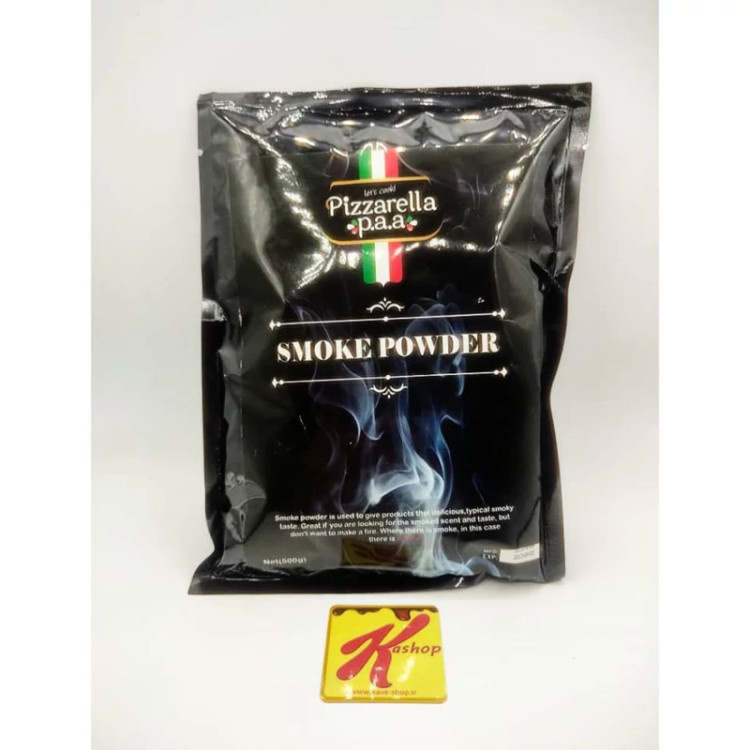 let's cook!
Pizzarella
p.a.a
SMOKE POWDER
Smoke powder is used to give products that delicious,typical smoky
taste. Great if you are looking for the smoked scent and taste, but
don't want to make a fire. Where there is smoke, in this case
there is
Net(500g)
EXP:
Kashop
www.kave-shop.ir